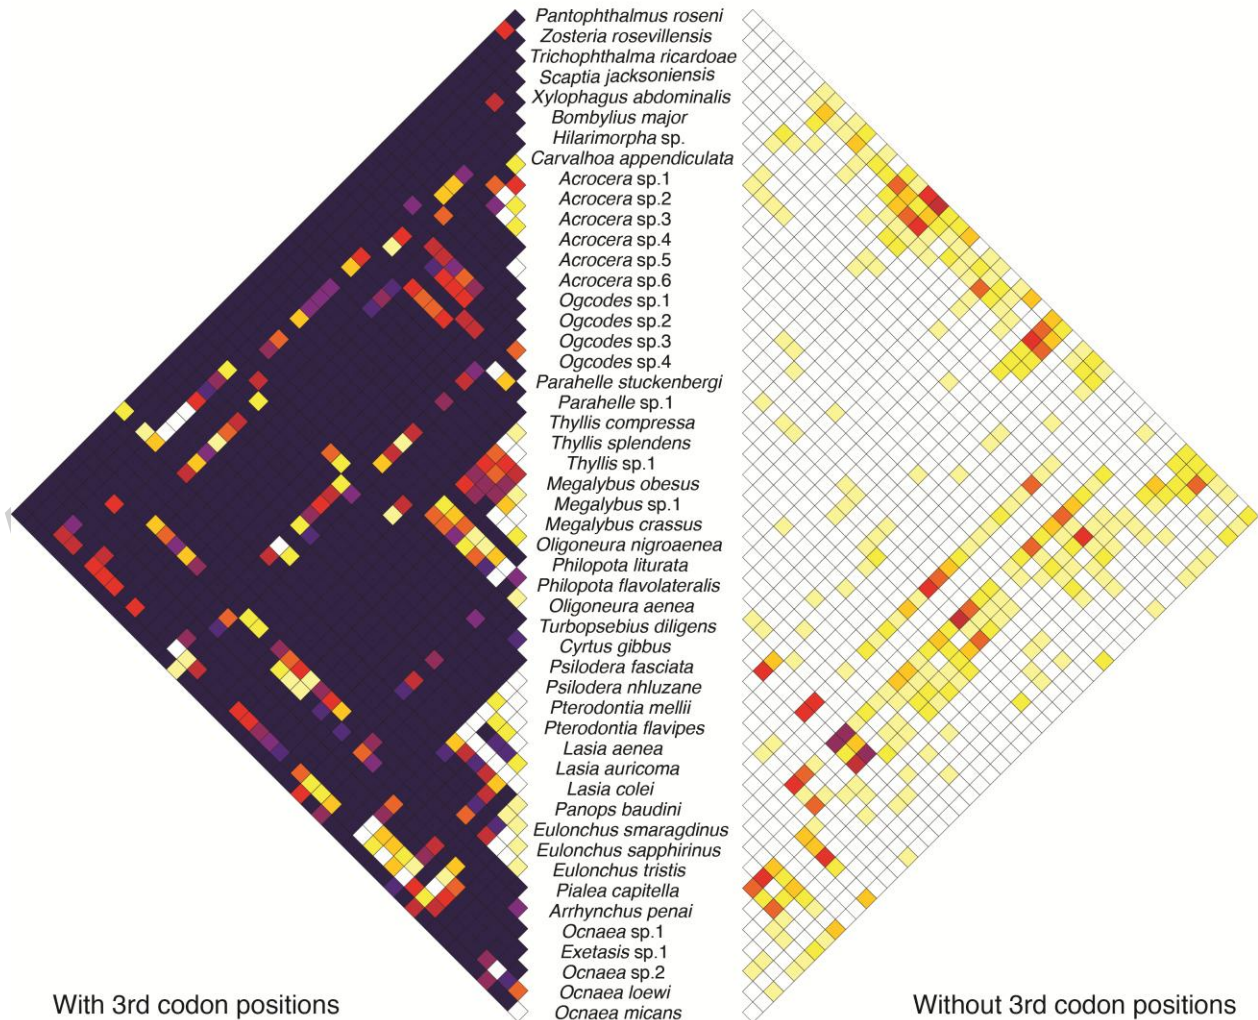 Pantophthalmus roseni
Zosteria rosevillensis
Trichophthalma ricardoae
Scaptia jacksoniensis
Xylophagus abdominalis
Bombylius major
Hilarimorpha sp.
Carvalhoa appendiculata
Acrocera sp.1
Acrocera sp.2
Acrocera sp.3
Acrocera sp.4
Acrocera sp.5
Acrocera sp.6
Ogcodes sp.1
Ogcodes sp.2
Ogcodes sp.3
Ogcodes sp.4
Parahelle stuckenbergi
Parahelle sp.1
Thyllis compressa
Thyllis splendens
Thyllis sp.1
Megalybus obesus
Megalybus sp.1
Megalybus crassus
Oligoneura nigroaenea
Philopota liturata
Philopota flavolateralis
Oligoneura aenea
Turbopsebius diligens
Cyrtus gibbus
Psilodera fasciata
Psilodera nhluzane
Pterodontia mellii
Pterodontia flavipes
Lasia aenea
Lasia auricoma
Lasia colei
Panops baudini
Eulonchus smaragdinus
Eulonchus sapphirinus
Eulonchus tristis
Pialea capitella
Arrhynchus penai
Ocnaea sp.1
Exetasis sp.1
Ocnaea sp.2
Ocnaea loewi
Ocnaea micans
With 3rd codon positions
Without 3rd codon positions